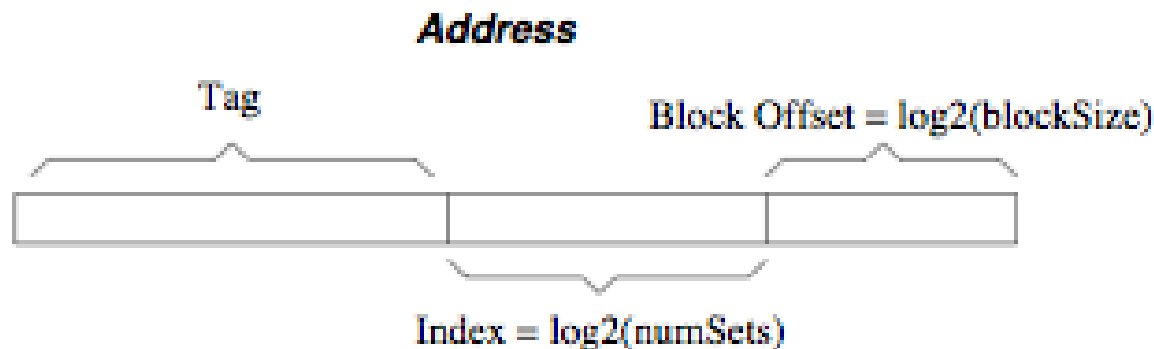 Address
Tag
Block Offset = log2(blockSize)
Index = log2(numSets)